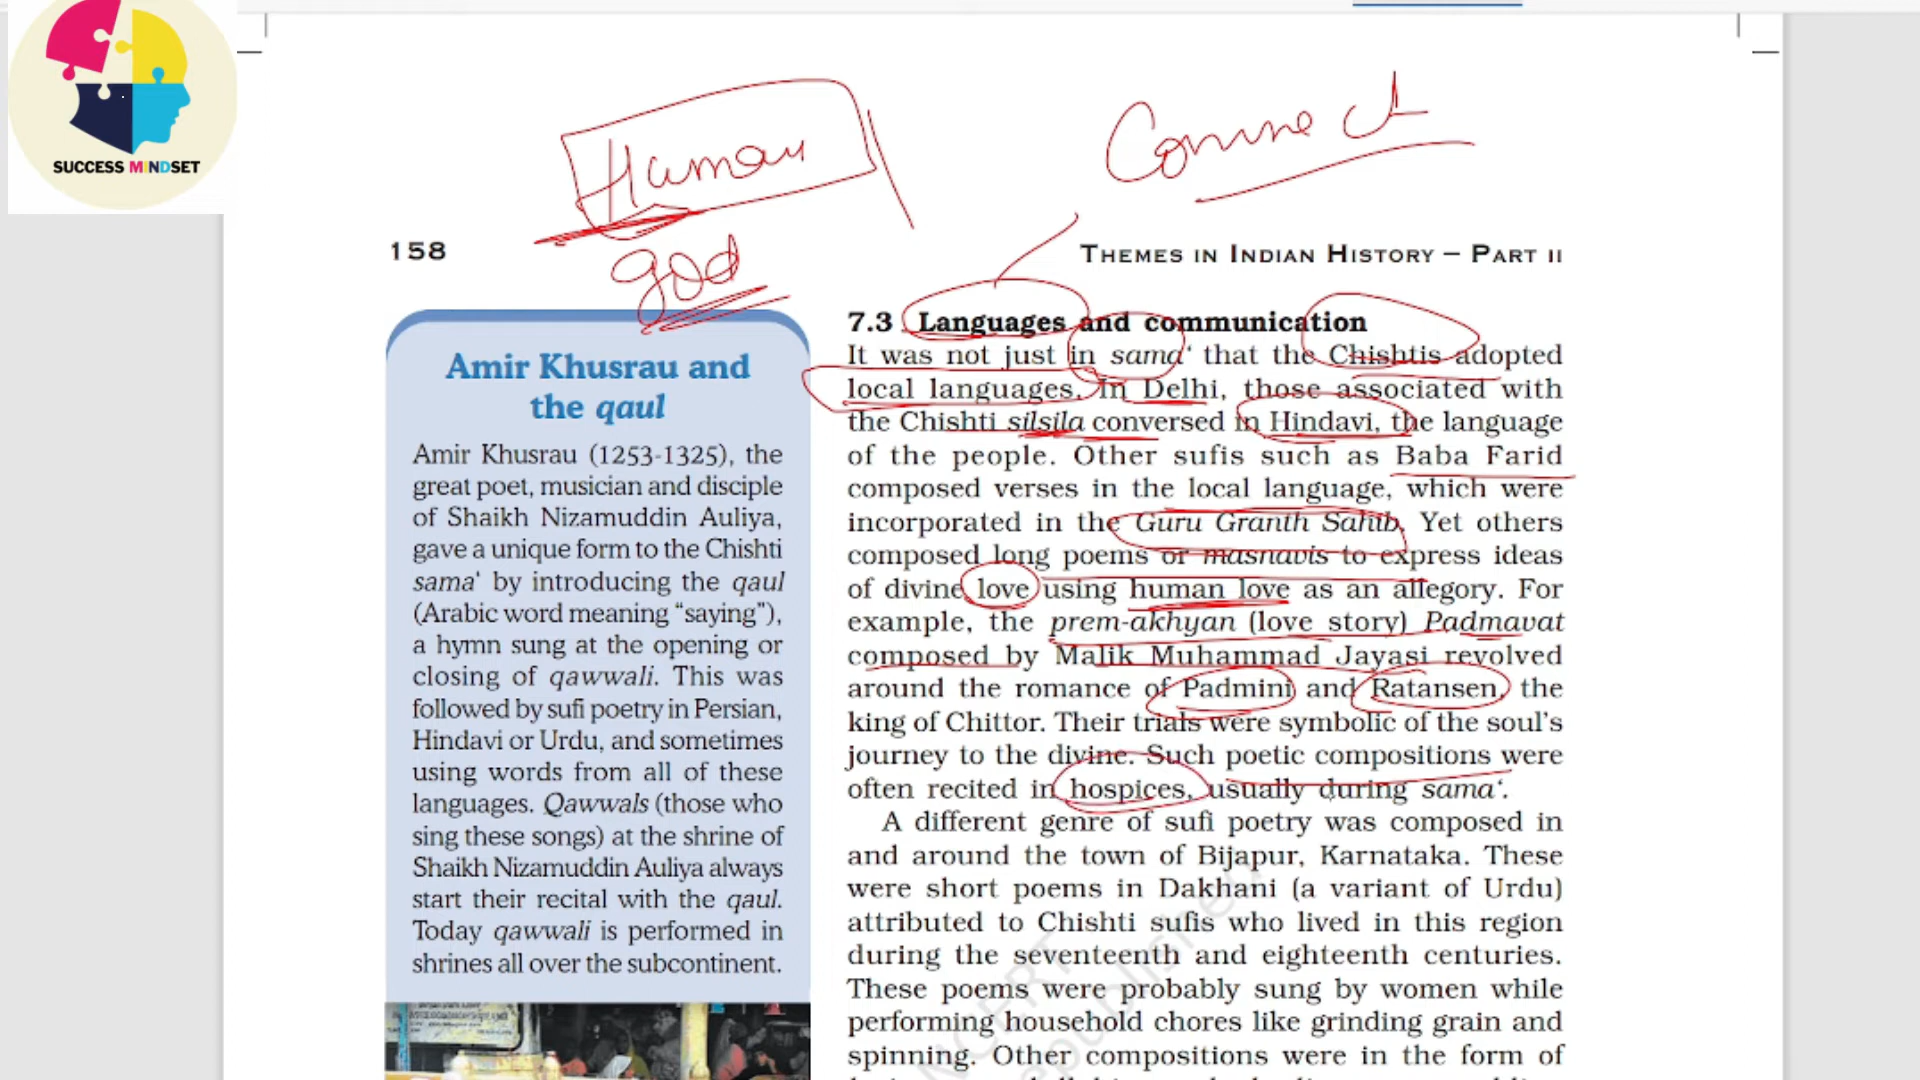 SUCCESS MINDSET
Human
god
Connect
158
THEMES IN INDIAN HISTORY – PART II
Amir Khusrau and
the qaul
Amir Khusrau (1253-1325), the
great poet, musician and disciple
of Shaikh Nizamuddin Auliya,
gave a unique form to the Chishti
sama‘ by introducing the qaul
(Arabic word meaning “saying”),
a hymn sung at the opening or
closing of qawwali. This was
followed by sufi poetry in Persian,
Hindavi or Urdu, and sometimes
using words from all of these
languages. Qawwals (those who
sing these songs) at the shrine of
Shaikh Nizamuddin Auliya always
start their recital with the qaul.
Today qawwali is performed in
shrines all over the subcontinent.
7.3 Languages and communication
It was not just in sama‘ that the Chishtis adopted
local languages. In Delhi, those associated with
the Chishti silsila conversed in Hindavi, the language
of the people. Other sufis such as Baba Farid
composed verses in the local language, which were
incorporated in the Guru Granth Sahib. Yet others
composed long poems or masnavis to express ideas
of divine love using human love as an allegory. For
example, the prem-akhyan (love story) Padmavat
composed by Malik Muhammad Jayasi revolved
around the romance of Padmini and Ratansen, the
king of Chittor. Their trials were symbolic of the soul’s
journey to the divine. Such poetic compositions were
often recited in hospices, usually during sama‘.
A different genre of sufi poetry was composed in
and around the town of Bijapur, Karnataka. These
were short poems in Dakhani (a variant of Urdu)
attributed to Chishti sufis who lived in this region
during the seventeenth and eighteenth centuries.
These poems were probably sung by women while
performing household chores like grinding grain and
spinning. Other compositions were in the form of